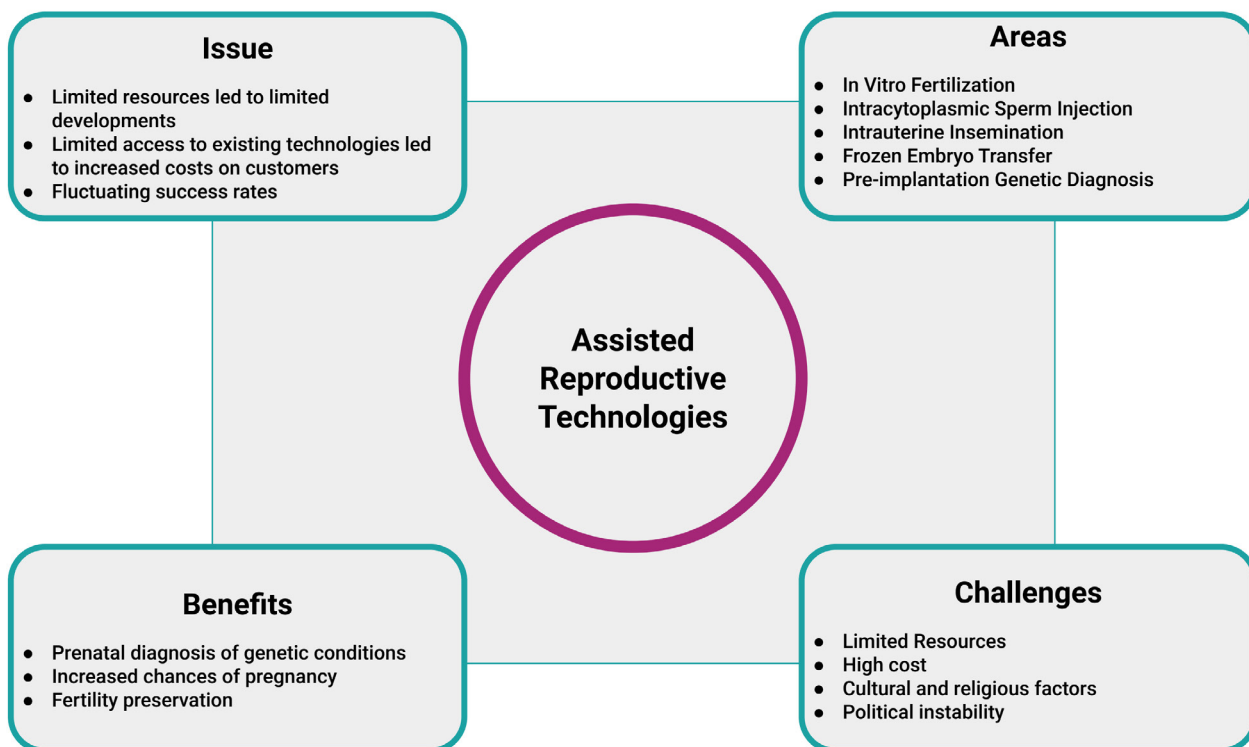 Issue
● Limited resources led to limited
developments
● Limited access to existing technologies led
to increased costs on customers
● Fluctuating success rates
Areas
● In Vitro Fertilization
● Intracytoplasmic Sperm Injection
● Intrauterine Insemination
● Frozen Embryo Transfer
● Pre-implantation Genetic Diagnosis
Assisted
Reproductive
Technologies
Benefits
● Prenatal diagnosis of genetic conditions
● Increased chances of pregnancy
● Fertility preservation
Challenges
● Limited Resources
● High cost
● Cultural and religious factors
● Political instability